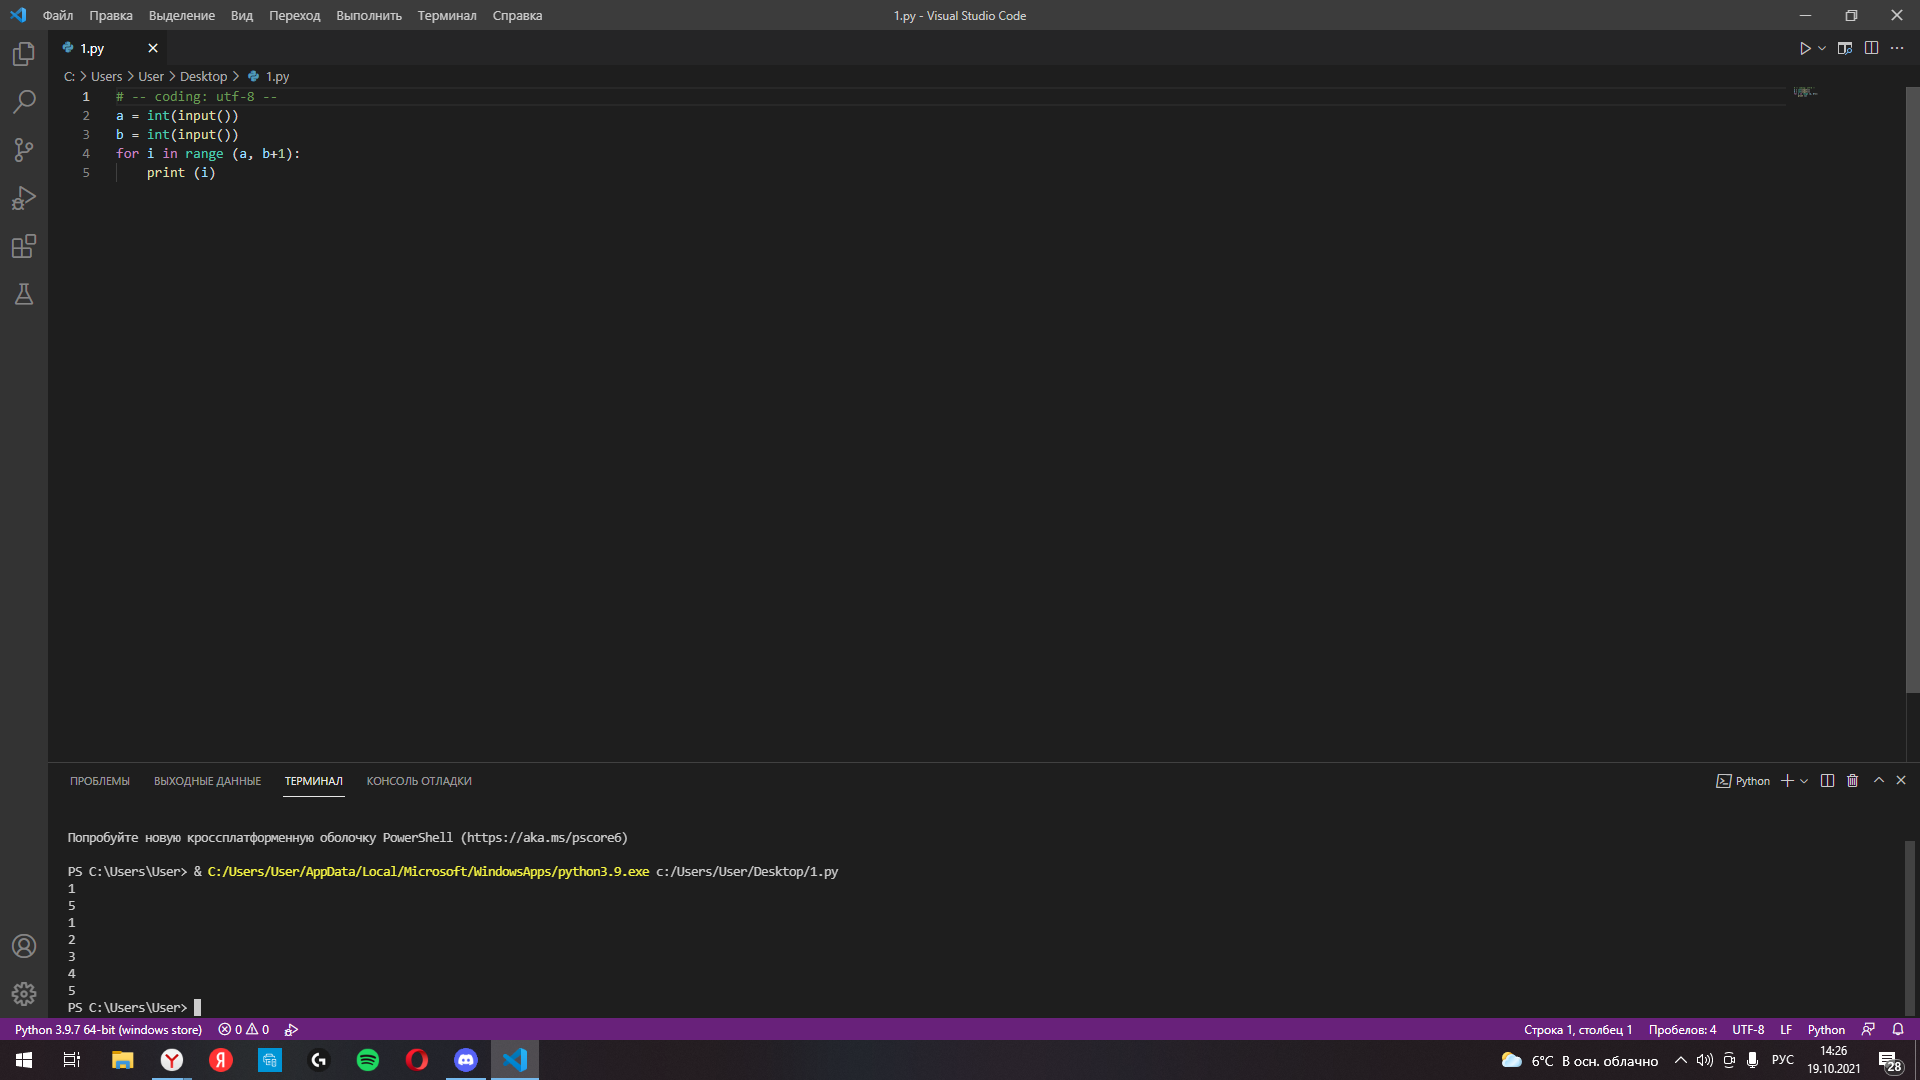 Файл Правка Выделение Вид Переход Выполнить Терминал Справка
1.py - Visual Studio Code
1.py
C: > Users > User > Desktop > 1.py
1 # -- coding: utf-8 --
2 a = int(input())
3 b = int(input())
4 for i in range (a, b+1):
5 print (i)
ПРОБЛЕМЫ ВЫХОДНЫЕ ДАННЫЕ ТЕРМИНАЛ КОНСОЛЬ ОТЛАДКИ
Python
Попробуйте новую кроссплатформенную оболочку PowerShell (https://aka.ms/pscore6)
PS C:\Users\User> & C:/Users/User/AppData/Local/Microsoft/WindowsApps/python3.9.exe c:/Users/User/Desktop/1.py
1
5
1
2
3
4
5
PS C:\Users\User>
Python 3.9.7 64-bit (windows store) 0 0
Строка 1, столбец 1 Пробелов: 4 UTF-8 LF Python
6°C В осн. облачно
РУС
14:26
19.10.2021
28